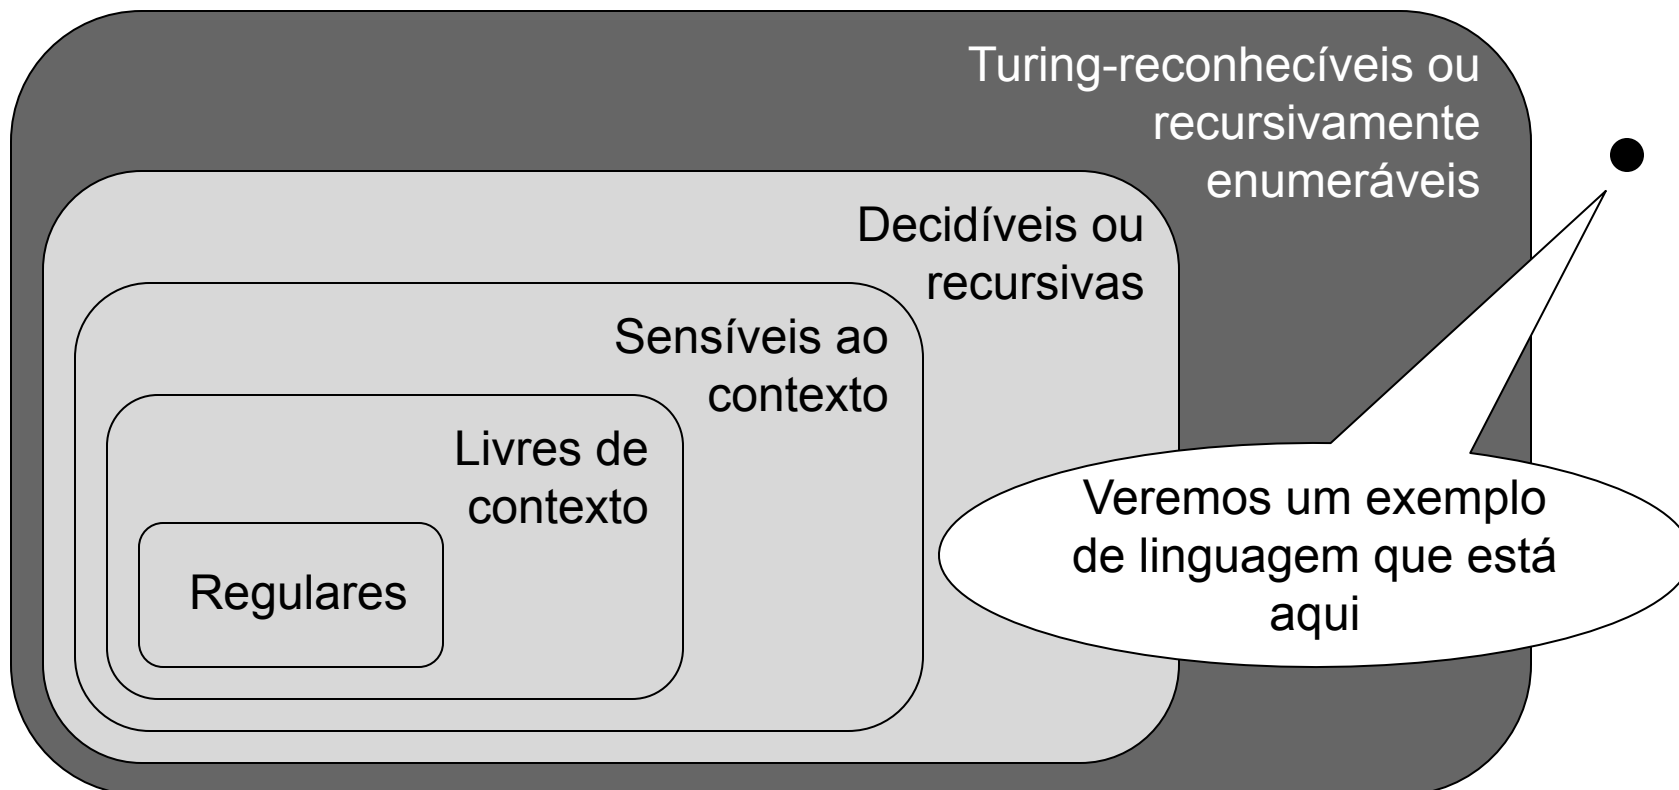 Turing-reconhecíveis ou
recursivamente
enumeráveis
Decidíveis ou
recursivas
Sensíveis ao
contexto
Livres de
contexto
Regulares
Veremos um exemplo
de linguagem que está
aqui